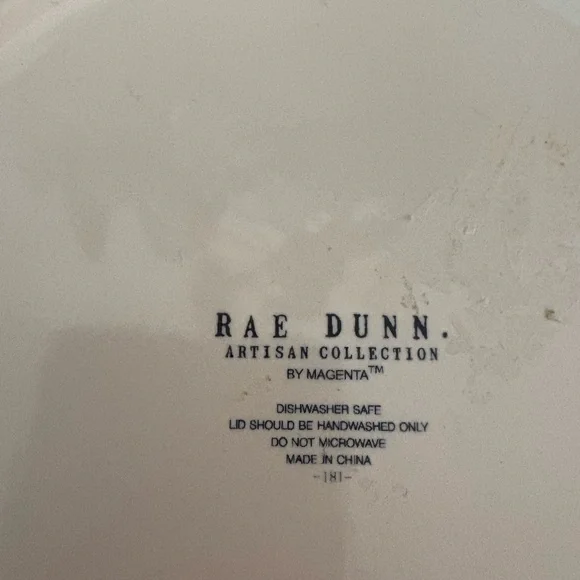 RAE DUNN.
ARTISAN COLLECTION
BY MAGENTA™
DISHWASHER SAFE
LID SHOULD BE HANDWASHED ONLY
DO NOT MICROWAVE
MADE IN CHINA
-181-